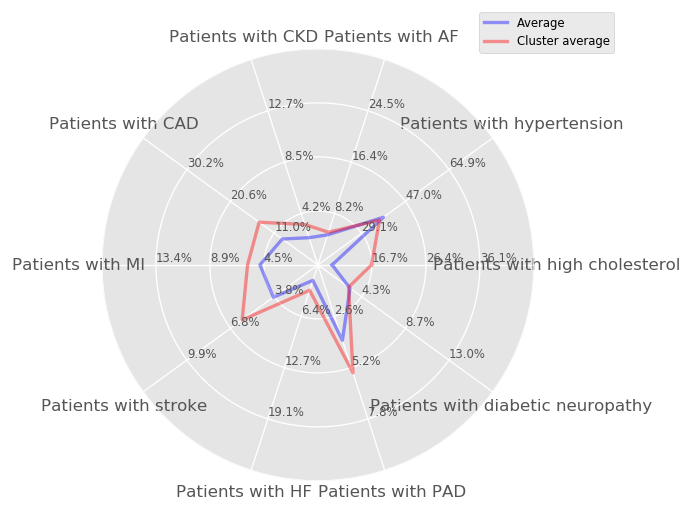 Average
Cluster average
Patients with CKD Patients with AF
12.7% 24.5%
Patients with CAD Patients with hypertension
30.2% 8.5% 16.4% 64.9%
20.6% 47.0%
4.2% 8.2%
11.0% 29.1%
Patients with MI 13.4% 8.9% 4.5% 16.7% 26.4% 36.1% Patients with high cholesterol
3.8% 4.3%
6.4% 2.6%
6.8% 8.7%
9.9% 12.7% 5.2% 13.0%
Patients with stroke Patients with diabetic neuropathy
19.1% 7.8%
Patients with HF Patients with PAD